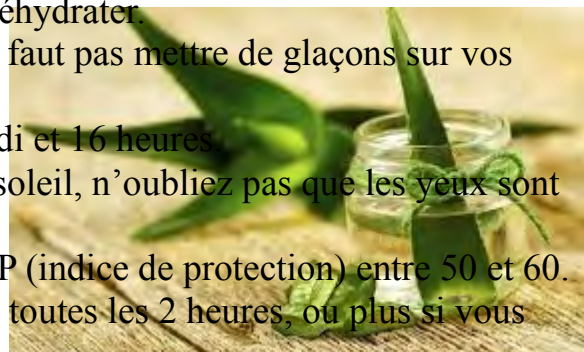 éhydrater.
faut pas mettre de glaçons sur vos
di et 16 heures.
soleil, n’oubliez pas que les yeux sont
P (indice de protection) entre 50 et 60.
toutes les 2 heures, ou plus si vous